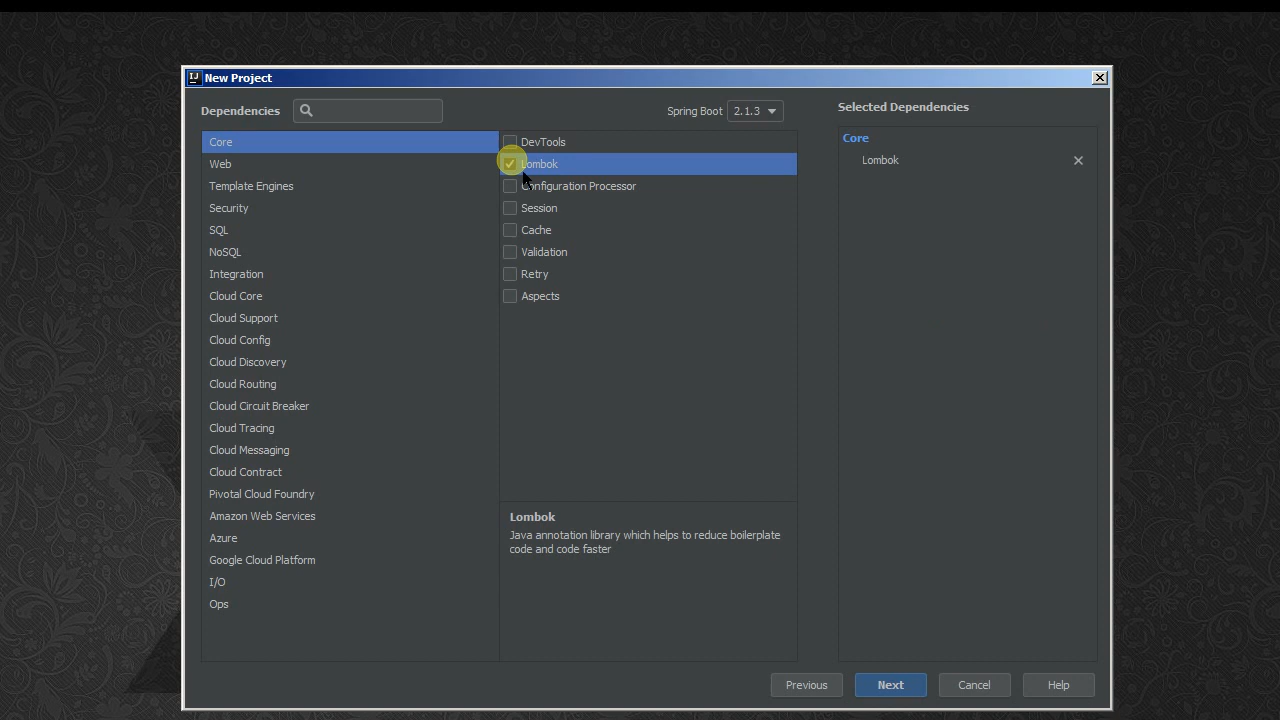 New Project
Dependencies
Spring Boot 2.1.3
Selected Dependencies
Core
Web
Template Engines
Security
SQL
NoSQL
Integration
Cloud Core
Cloud Support
Cloud Config
Cloud Discovery
Cloud Routing
Cloud Circuit Breaker
Cloud Tracing
Cloud Messaging
Cloud Contract
Pivotal Cloud Foundry
Amazon Web Services
Azure
Google Cloud Platform
I/O
Ops
DevTools
Lombok
Configuration Processor
Session
Cache
Validation
Retry
Aspects
Lombok
Java annotation library which helps to reduce boilerplate
code and code faster
Core
Lombok
Previous
Next
Cancel
Help